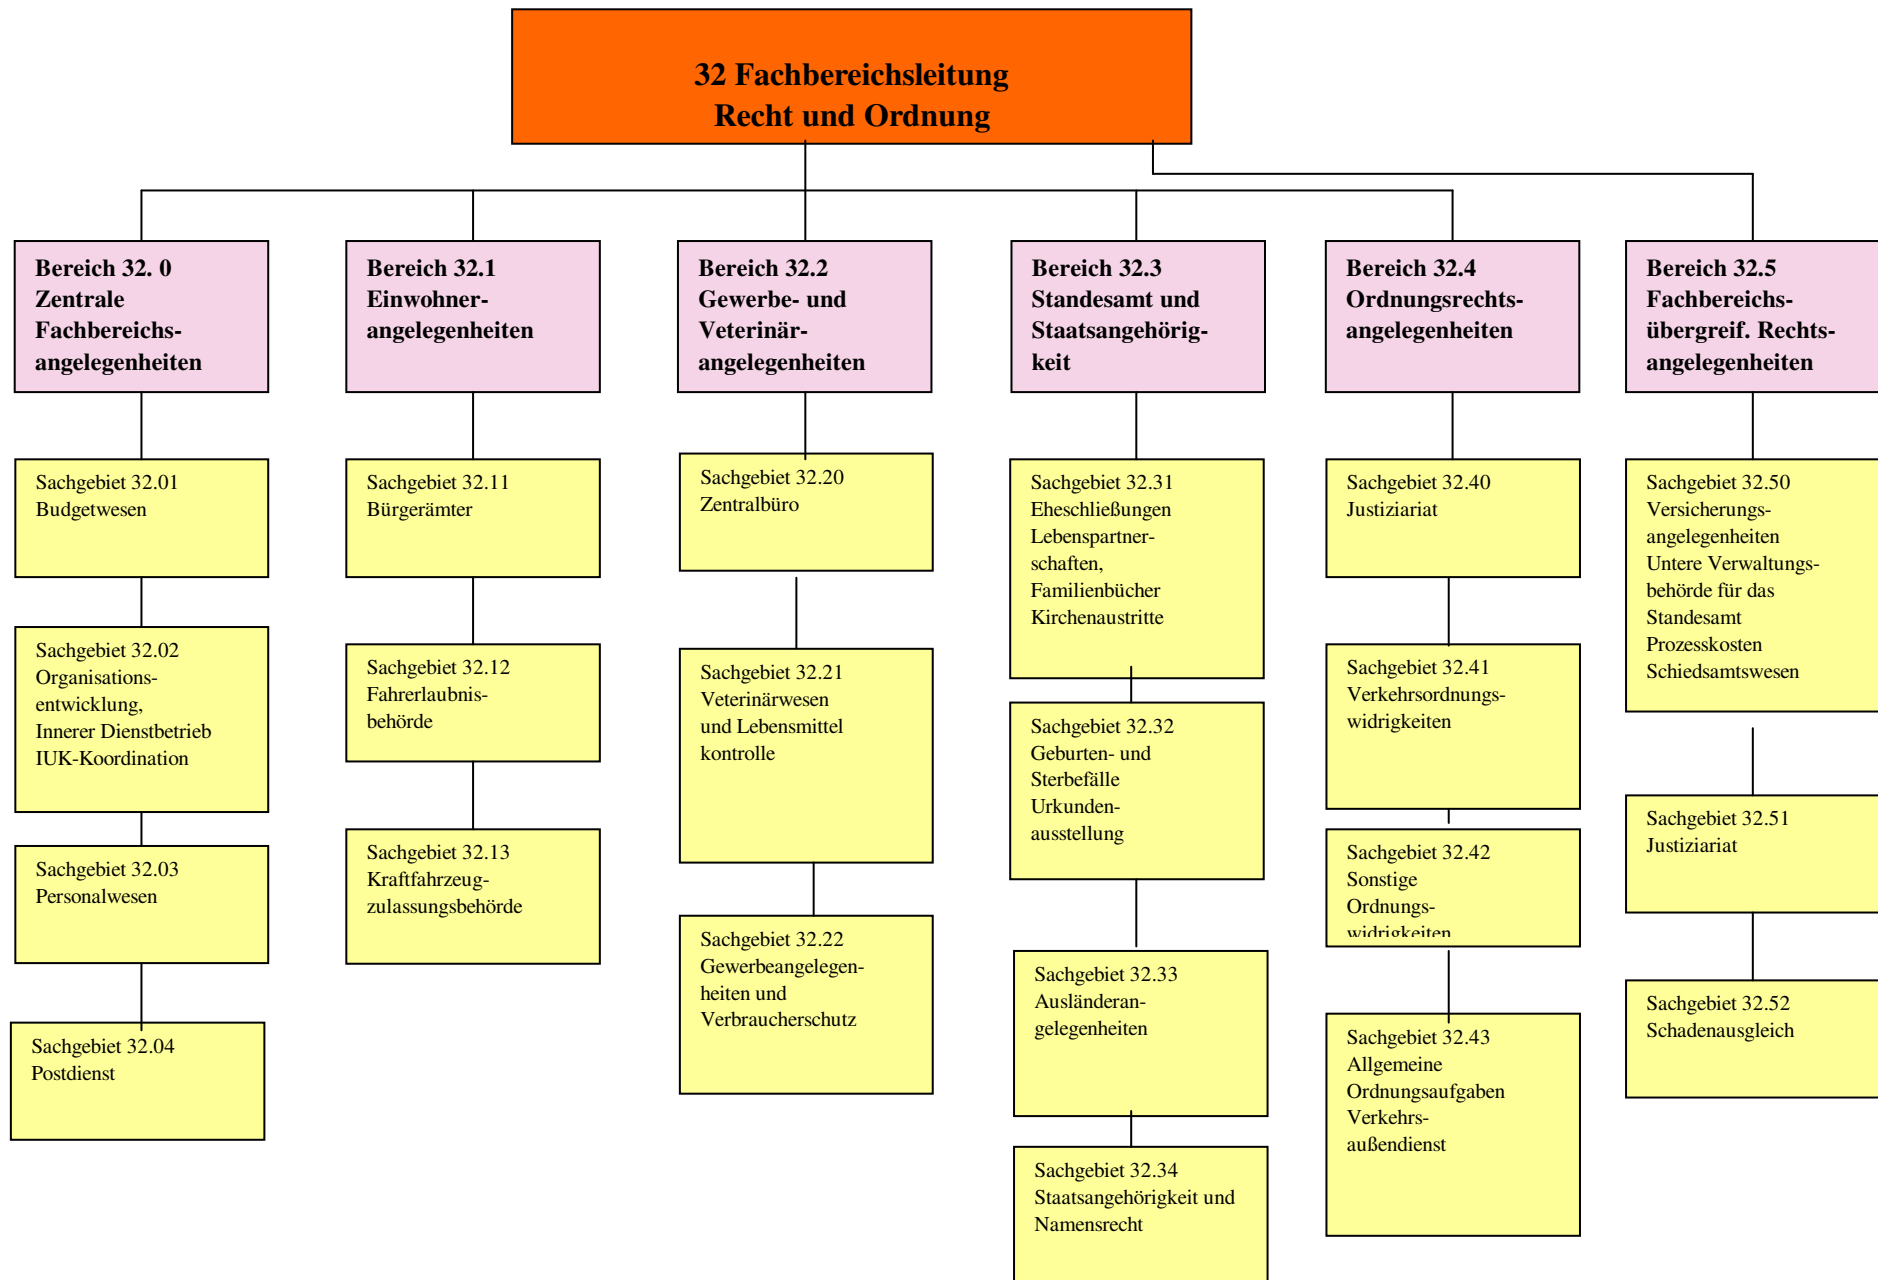 32 Fachbereichsleitung
Recht und Ordnung
Bereich 32. 0
Zentrale
Fachbereichs-
angelegenheiten
Sachgebiet 32.01
Budgetwesen
Sachgebiet 32.02
Organisations-
entwicklung,
Innerer Dienstbetrieb
IUK-Koordination
Sachgebiet 32.03
Personalwesen
Sachgebiet 32.04
Postdienst
Bereich 32.1
Einwohner-
angelegenheiten
Sachgebiet 32.11
Bürgerämter
Sachgebiet 32.12
Fahrerlaubnis-
behörde
Sachgebiet 32.13
Kraftfahrzeug-
zulassungsbehörde
Bereich 32.2
Gewerbe- und
Veterinär-
angelegenheiten
Sachgebiet 32.20
Zentralbüro
Sachgebiet 32.21
Veterinärwesen
und Lebensmittel
kontrolle
Sachgebiet 32.22
Gewerbeangelegen-
heiten und
Verbraucherschutz
Bereich 32.3
Standesamt und
Staatsangehörig-
keit
Sachgebiet 32.31
Eheschließungen
Lebenspartner-
schaften,
Familienbücher
Kirchenaustritte
Sachgebiet 32.32
Geburten- und
Sterbefälle
Urkunden-
ausstellung
Sachgebiet 32.33
Ausländeran-
gelegenheiten
Sachgebiet 32.34
Staatsangehörigkeit und
Namensrecht
Bereich 32.4
Ordnungsrechts-
angelegenheiten
Sachgebiet 32.40
Justiziariat
Sachgebiet 32.41
Verkehrsordnungs-
widrigkeiten
Sachgebiet 32.42
Sonstige
Ordnungs-
widrigkeiten
Sachgebiet 32.43
Allgemeine
Ordnungsaufgaben
Verkehrs-
außendienst
Bereich 32.5
Fachbereichs-
übergreif. Rechts-
angelegenheiten
Sachgebiet 32.50
Versicherungs-
angelegenheiten
Untere Verwaltungs-
behörde für das
Standesamt
Prozesskosten
Schiedsamtswesen
Sachgebiet 32.51
Justiziariat
Sachgebiet 32.52
Schadenausgleich